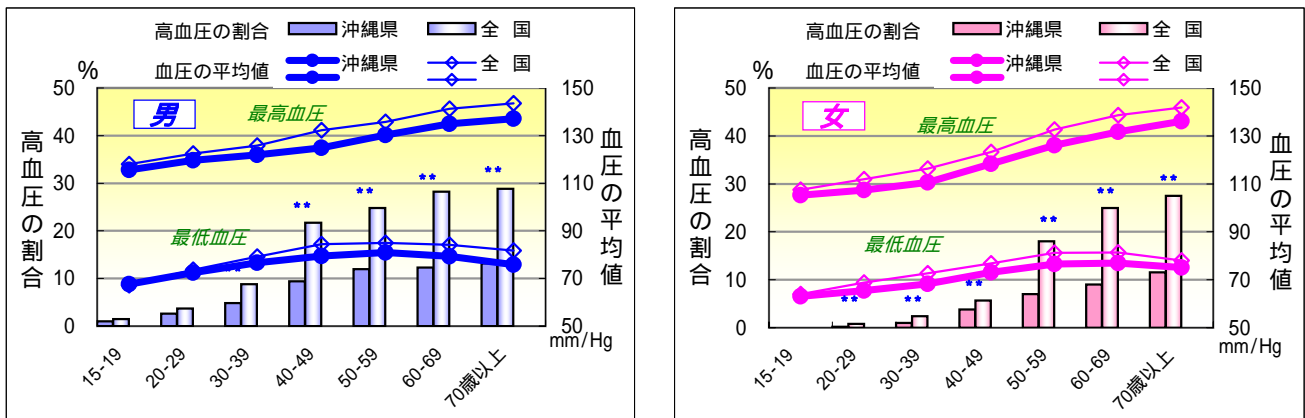 高血圧の割合 沖縄県 全 国
血圧の平均値 沖縄県 全 国
%
男
最高血圧
最低血圧
高血圧の割合
血圧の平均値
50
40
30
20
10
0
150
130
110
90
70
50
mm/Hg
**
**
**
**
**
15-19
20-29
30-39
40-49
50-59
60-69
70歳以上
高血圧の割合 沖縄県 全 国
血圧の平均値 沖縄県 全 国
%
女
最高血圧
最低血圧
高血圧の割合
血圧の平均値
50
40
30
20
10
0
150
130
110
90
70
50
mm/Hg
**
**
**
**
**
**
15-19
20-29
30-39
40-49
50-59
60-69
70歳以上